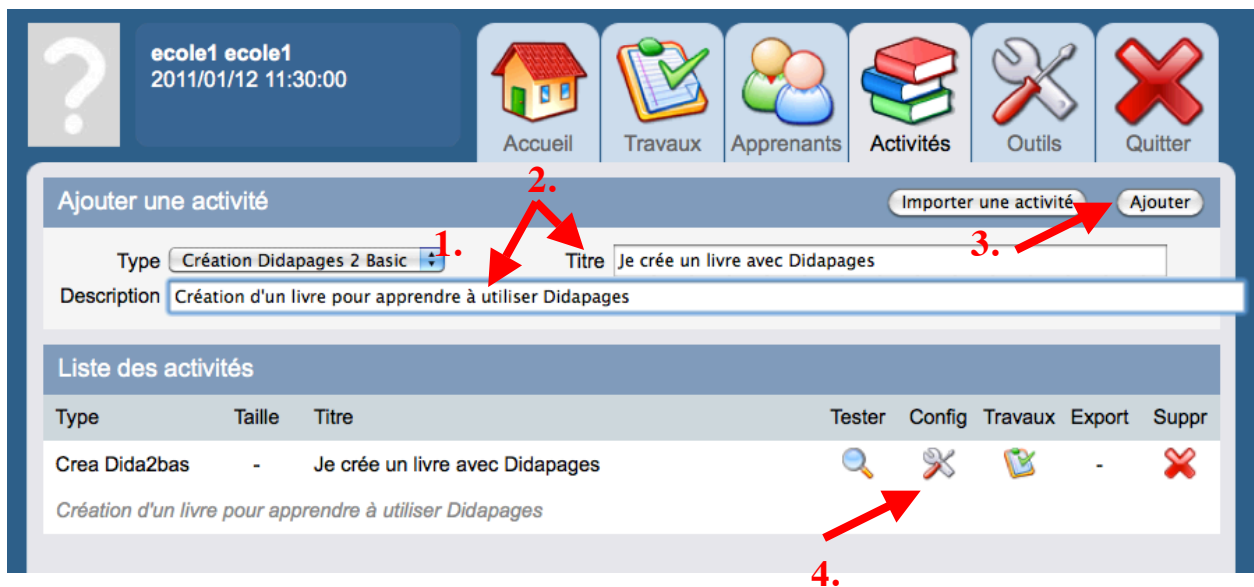 ecole1 ecole1
2011/01/12 11:30:00
Accueil
Travaux
Apprenants
Activités
Outils
Quitter
2.
Ajouter une activité
Importer une activité
Ajouter
1.
3.
Type Création Didapages 2 Basic
Titre Je crée un livre avec Didapages
Description Création d'un livre pour apprendre à utiliser Didapages
Liste des activités
Type Taille Titre Tester Config Travaux Export Suppr
Crea Dida2bas - Je crée un livre avec Didapages -
Création d'un livre pour apprendre à utiliser Didapages
4.